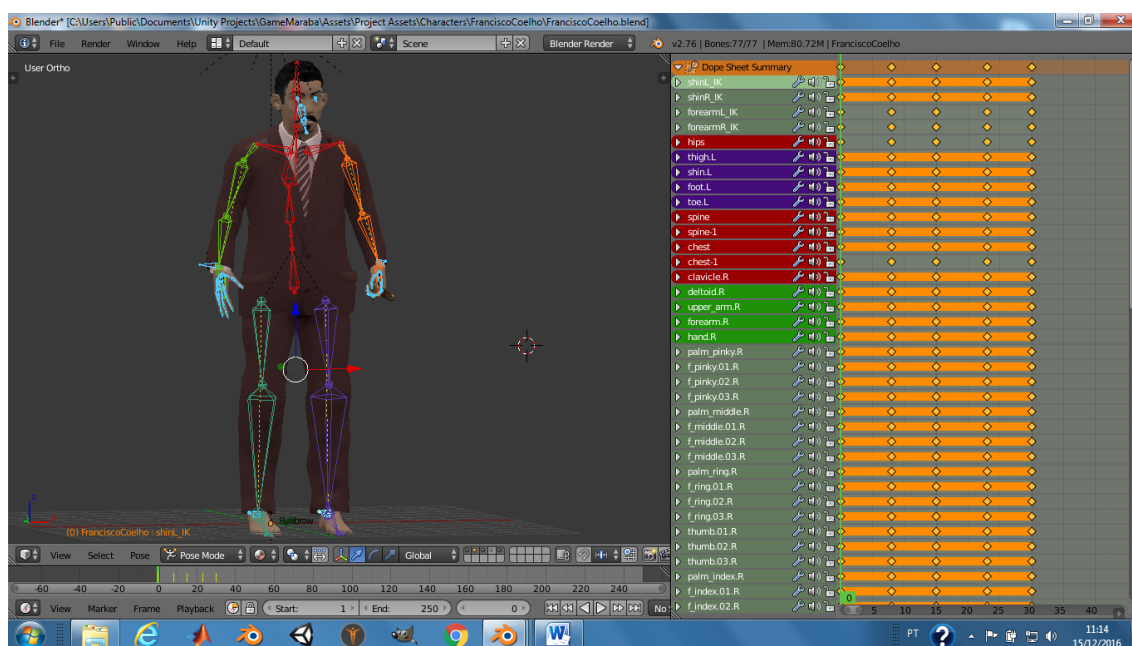 Blender* [C:\Users\Public\Documents\Unity Projects\GameMaraba\Assets\Project Assets\Characters\FranciscoCoelho\FranciscoCoelho.blend]
File Render Window Help Default Scene Blender Render v2.76 | Bones:77/77 | Mem:80.72M | FranciscoCoelho
User Ortho
Dope Sheet Summary
shinL_IK
shinR_IK
forearmL_IK
forearmR_IK
hips
thigh.L
shin.L
foot.L
toe.L
spine
spine-1
chest
chest-1
clavicle.R
deltoid.R
upper_arm.R
forearm.R
hand.R
palm_pinky.R
f_pinky.01.R
f_pinky.02.R
f_pinky.03.R
palm_middle.R
f_middle.01.R
f_middle.02.R
f_middle.03.R
palm_ring.R
f_ring.01.R
f_ring.02.R
f_ring.03.R
thumb.01.R
thumb.02.R
thumb.03.R
palm_index.R
f_index.01.R
f_index.02.R
z
(0) FranciscoCoelho : shinL_IK
View Select Pose Pose Mode Global
-60 -40 -20 0 20 40 60 80 100 120 140 160 180 200 220 240
0 5 10 15 20 25 30 35 40
View Marker Frame Playback Start: 1 End: 250 0 No
PT 11:14
15/12/2016